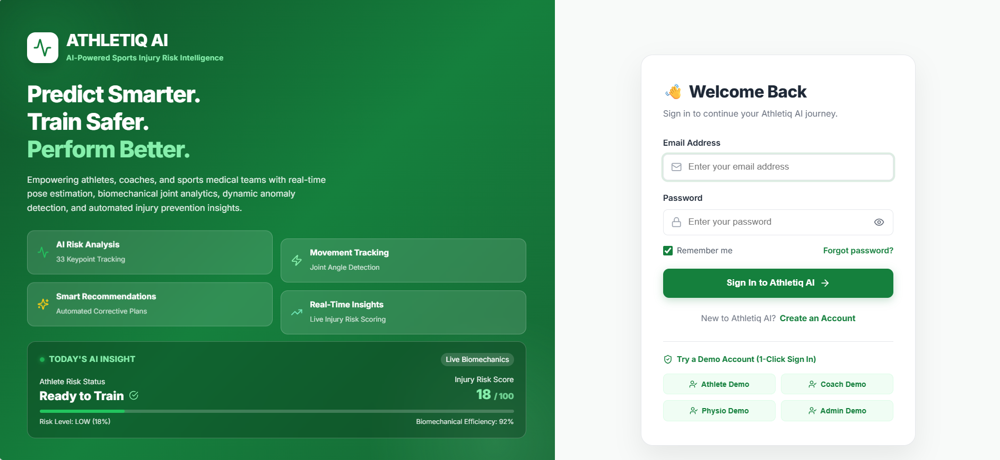 ATHLETIQ AI
AI-Powered Sports Injury Risk Intelligence
Predict Smarter.
Train Safer.
Perform Better.
Empowering athletes, coaches, and sports medical teams with real-time
pose estimation, biomechanical joint analytics, dynamic anomaly
detection, and automated injury prevention insights.
AI Risk Analysis
33 Keypoint Tracking
Movement Tracking
Joint Angle Detection
Smart Recommendations
Automated Corrective Plans
Real-Time Insights
Live Injury Risk Scoring
TODAY'S AI INSIGHT
Live Biomechanics
Athlete Risk Status
Ready to Train
Injury Risk Score
18 / 100
Risk Level: LOW (18%)
Biomechanical Efficiency: 92%
👋 Welcome Back
Sign in to continue your Athletiq AI journey.
Email Address
Enter your email address
Password
Enter your password
Remember me
Forgot password?
Sign In to Athletiq AI →
New to Athletiq AI? Create an Account
Try a Demo Account (1-Click Sign In)
Athlete Demo
Coach Demo
Physio Demo
Admin Demo